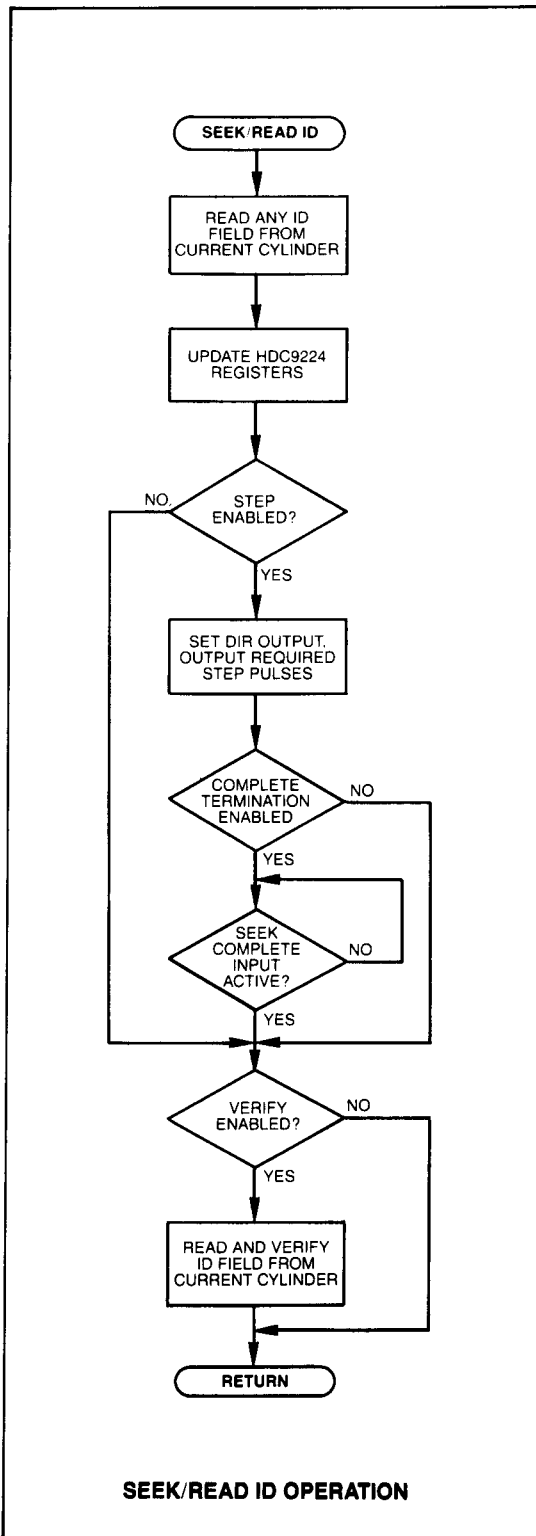 SEEK/READ ID
READ ANY ID
FIELD FROM
CURRENT CYLINDER
UPDATE HDC9224
REGISTERS
NO.
STEP
ENABLED?
YES
SET DIR OUTPUT,
OUTPUT REQUIRED
STEP PULSES
COMPLETE
TERMINATION
ENABLED
NO
YES
SEEK
COMPLETE
INPUT
ACTIVE?
NO
YES
VERIFY
ENABLED?
NO
YES
READ AND VERIFY
ID FIELD FROM
CURRENT CYLINDER
RETURN
SEEK/READ ID OPERATION